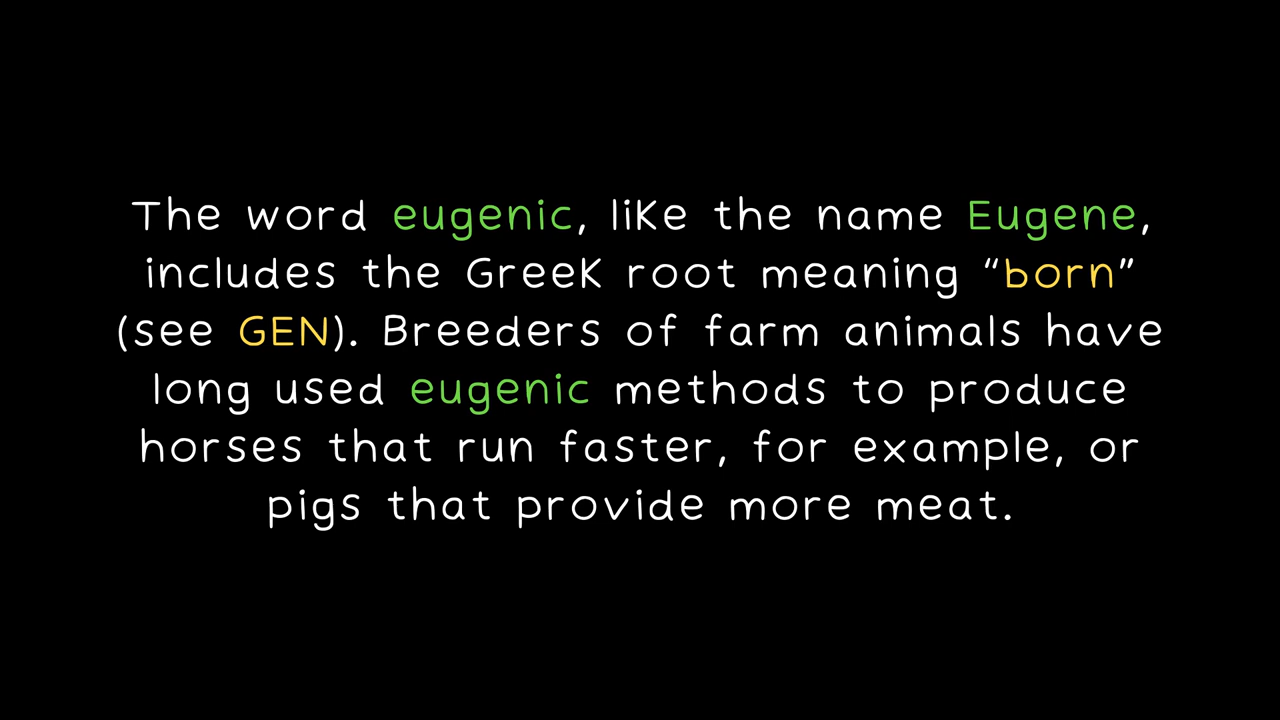 The word eugenic, like the name Eugene,
includes the Greek root meaning “born”
(see GEN). Breeders of farm animals have
long used eugenic methods to produce
horses that run faster, for example, or
pigs that provide more meat.